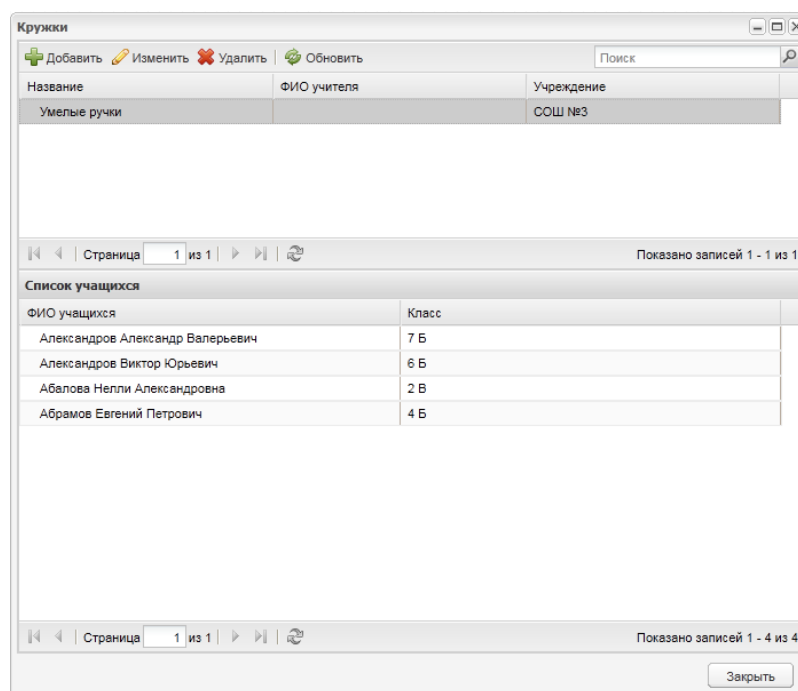 Кружки
Добавить Изменить Удалить Обновить Поиск
Название ФИО учителя Учреждение
Умелые ручки СОШ №3
Страница 1 из 1 Показано записей 1 - 1 из 1
Список учащихся
ФИО учащихся Класс
Александров Александр Валерьевич 7 Б
Александров Виктор Юрьевич 6 Б
Абалова Нелли Александровна 2 В
Абрамов Евгений Петрович 4 Б
Страница 1 из 1 Показано записей 1 - 4 из 4
Закрыть